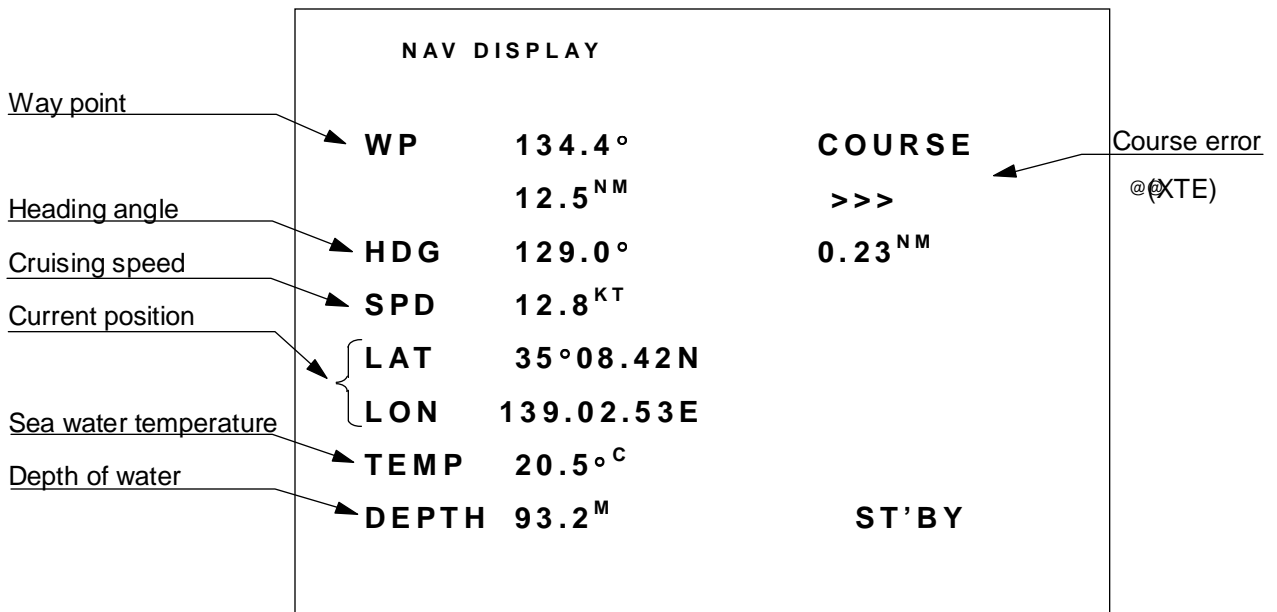 NAV DISPLAY
Way point
WP 134.4° COURSE
Course error
12.5NM >>>
@@(XTE)
Heading angle
HDG 129.0° 0.23NM
Cruising speed
SPD 12.8KT
Current position
LAT 35°08.42N
LON 139.02.53E
Sea water temperature
TEMP 20.5°C
Depth of water
DEPTH 93.2M ST’BY